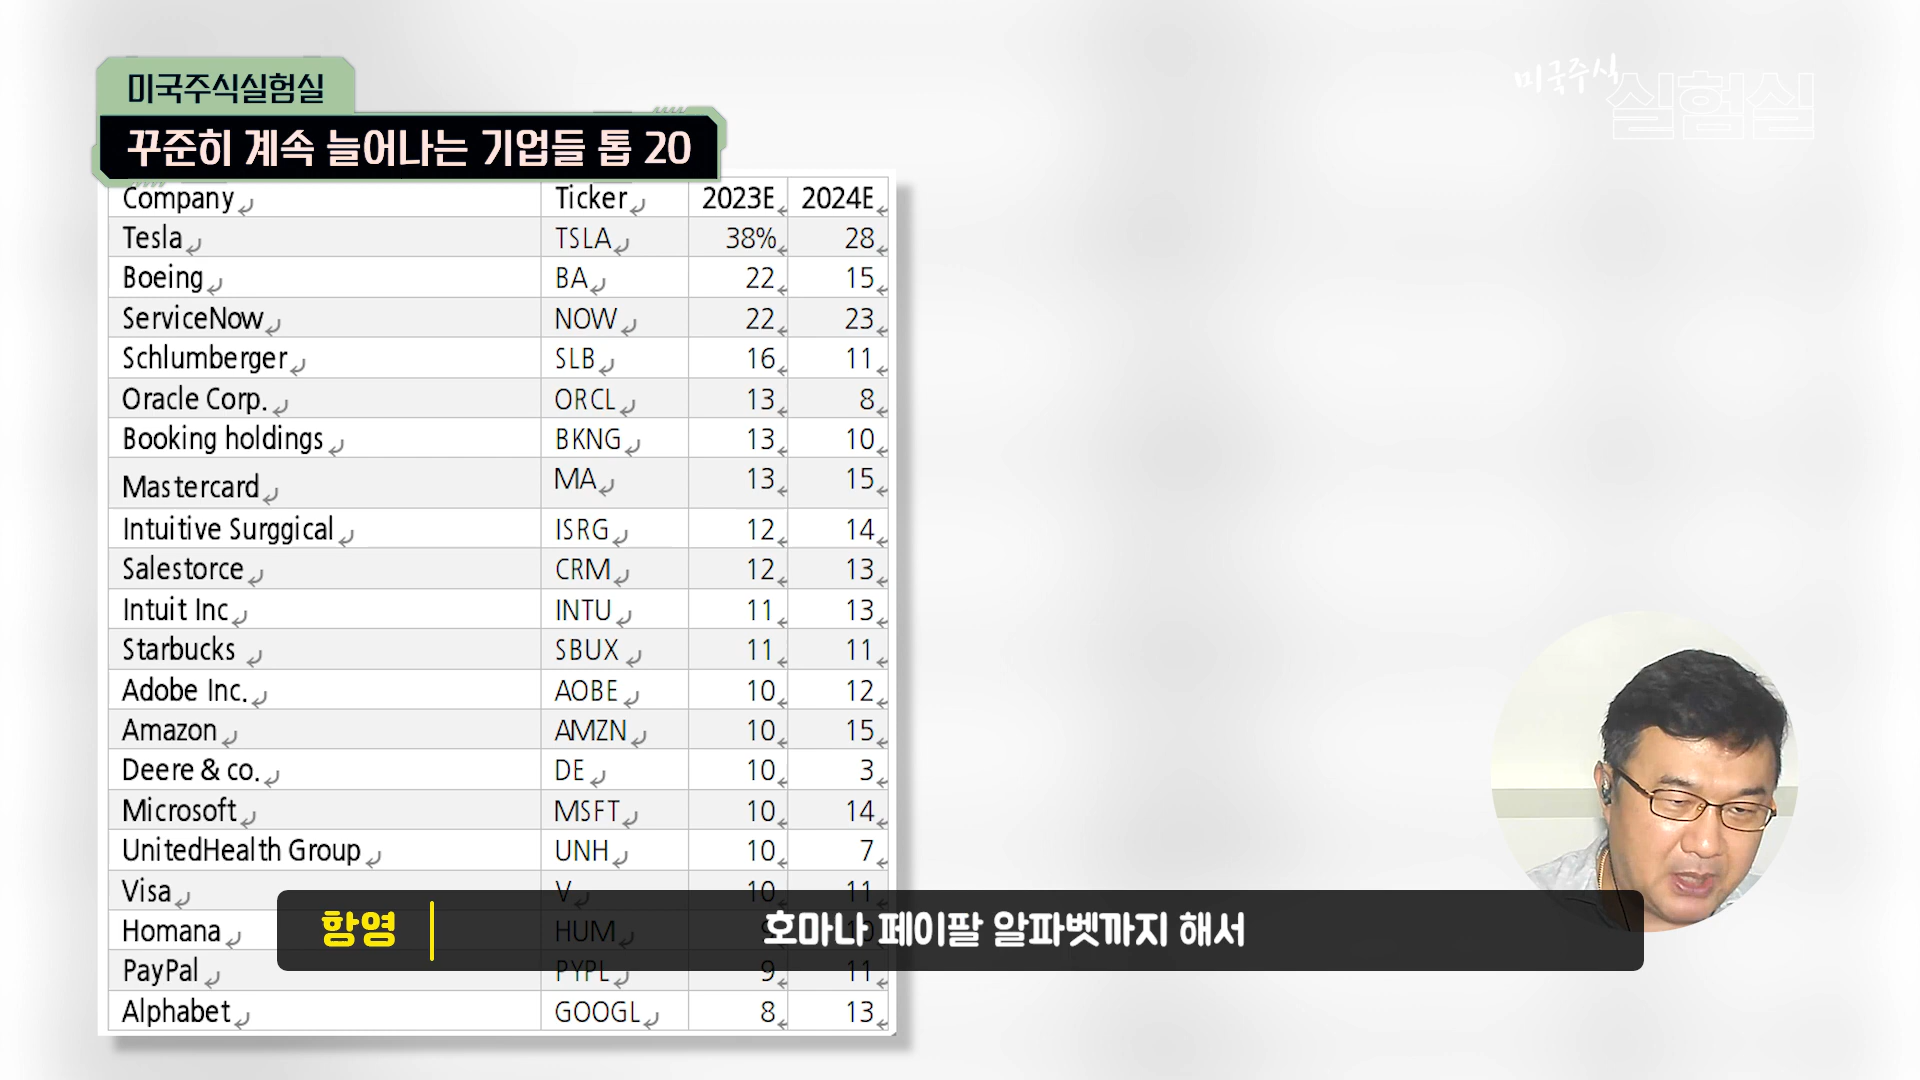 미국주식실험실
꾸준히 계속 늘어나는 기업들 톱 20
미국주식 실험실
Company Ticker 2023E 2024E
Tesla TSLA 38% 28
Boeing BA 22 15
ServiceNow NOW 22 23
Schlumberger SLB 16 11
Oracle Corp. ORCL 13 8
Booking holdings BKNG 13 10
Mastercard MA 13 15
Intuitive Surggical ISRG 12 14
Salestorce CRM 12 13
Intuit Inc INTU 11 13
Starbucks SBUX 11 11
Adobe Inc. AOBE 10 12
Amazon AMZN 10 15
Deere & co. DE 10 3
Microsoft MSFT 10 14
UnitedHealth Group UNH 10 7
Visa V 10 11
Homana HUM
PayPal PYPL 9 11
Alphabet GOOGL 8 13
항영 호마나 페이팔 알파벳까지 해서